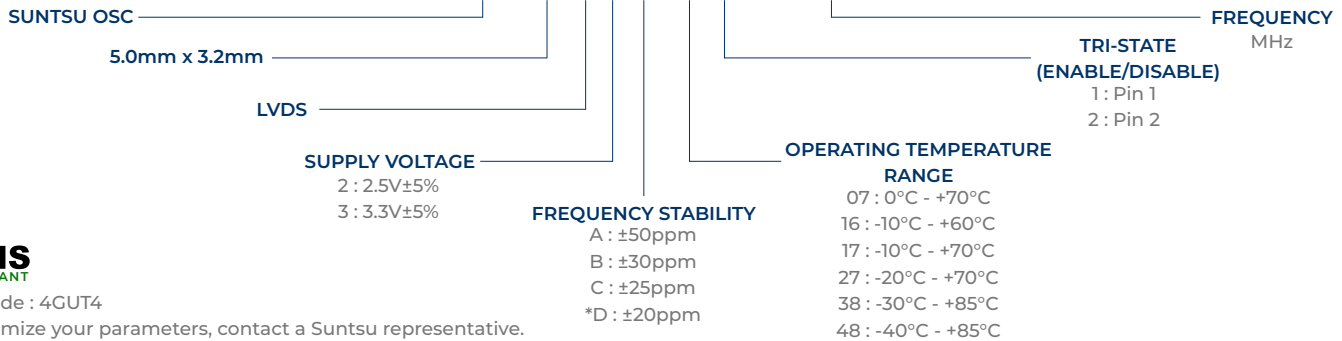 SUNTSU OSC
FREQUENCY
MHz
5.0mm x 3.2mm
TRI-STATE
(ENABLE/DISABLE)
1 : Pin 1
2 : Pin 2
LVDS
SUPPLY VOLTAGE
2 : 2.5V±5%
3 : 3.3V±5%
FREQUENCY STABILITY
A : ±50ppm
B : ±30ppm
C : ±25ppm
*D : ±20ppm
OPERATING TEMPERATURE
RANGE
07 : 0°C - +70°C
16 : -10°C - +60°C
17 : -10°C - +70°C
27 : -20°C - +70°C
38 : -30°C - +85°C
48 : -40°C - +85°C
de : 4GUT4
mize your parameters, contact a Suntsu representative.